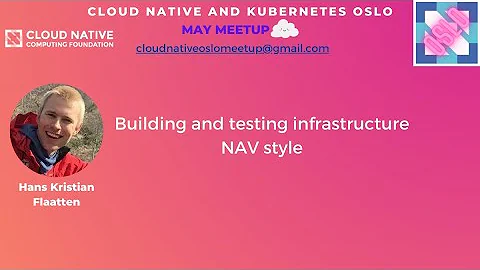 CLOUD NATIVE AND KUBERNETES OSLO
MAY MEETUP
CLOUD NATIVE
COMPUTING FOUNDATION
cloudnativeoslomeetup@gmail.com
OSLO
Building and testing infrastructure
NAV style
Hans Kristian
Flaatten